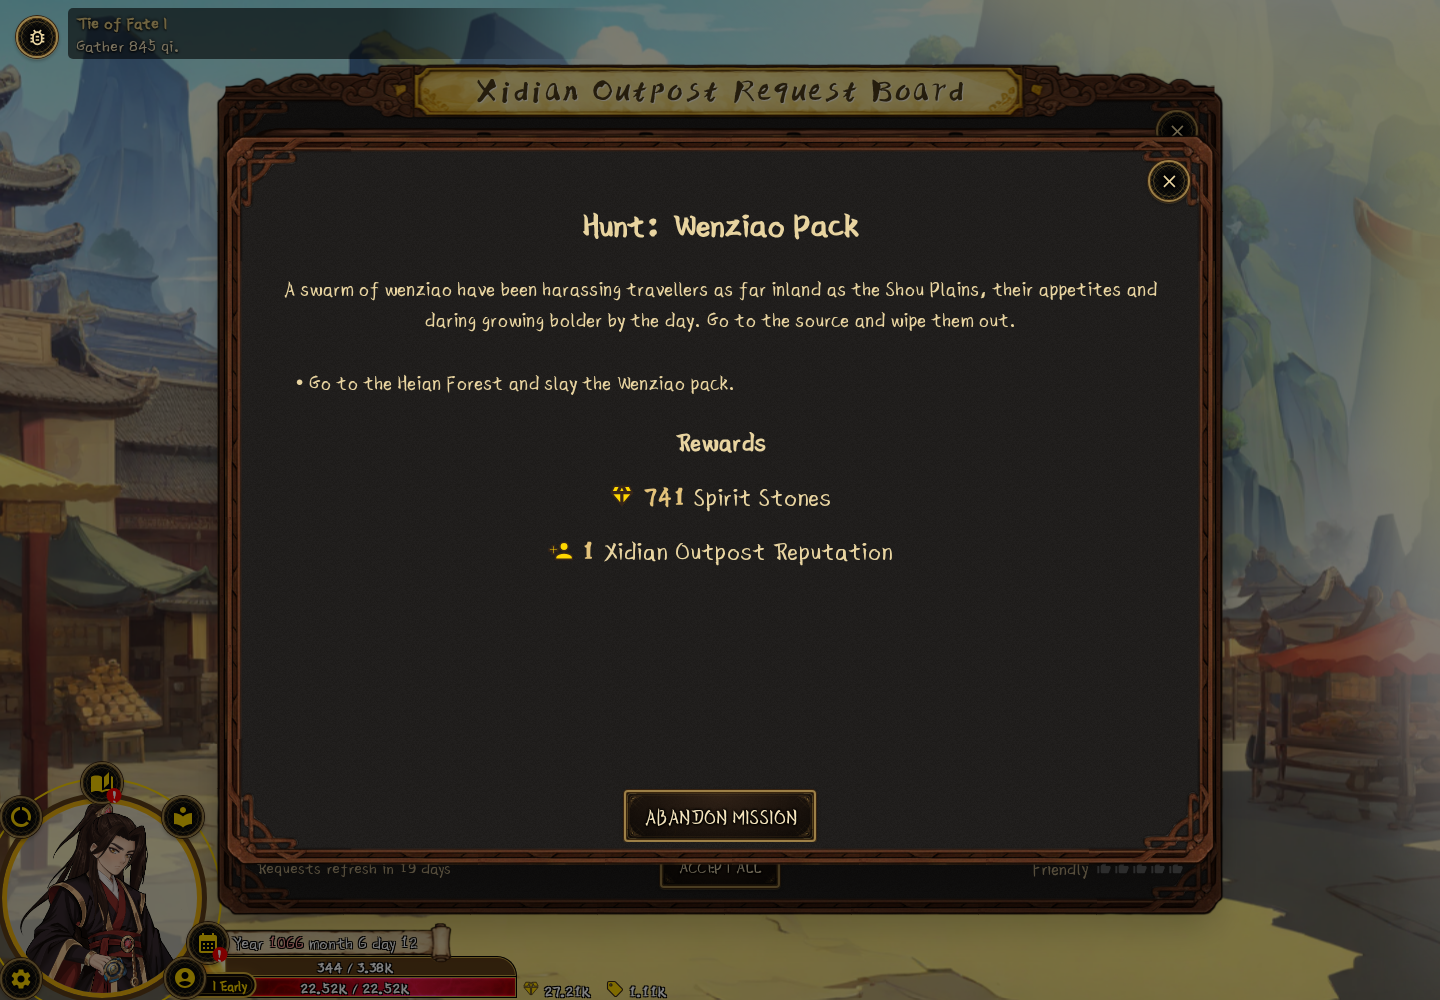 Tie of Fate 1
Gather 845 qi.
Xidian Outpost Request Board
Hunt: Wenziao Pack
A swarm of wenziao have been harassing travellers as far inland as the Shou Plains, their appetites and
daring growing bolder by the day. Go to the source and wipe them out.
• Go to the Heian Forest and slay the Wenziao pack.
Rewards
741 Spirit Stones
1 Xidian Outpost Reputation
ABANDON MISSION
Requests refresh in 19 days
ACCEPT ALL
Friendly
Year 1066 month 6 day 12
344 / 3.38K
22.52K / 22.52K
1 Early
27.21K
1.11K